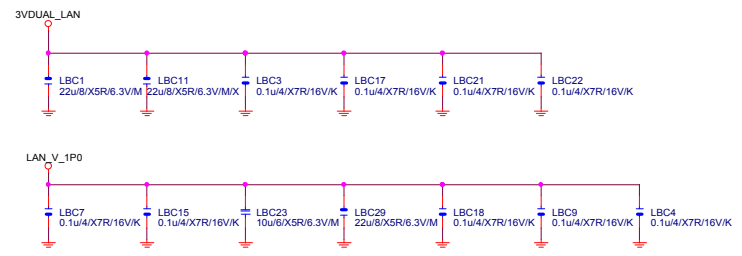 3VDUAL_LAN
LBC1
22u/8/X5R/6.3V/M
LBC11
22u/8/X5R/6.3V/M/X
LBC3
0.1u/4/X7R/16V/K
LBC17
0.1u/4/X7R/16V/K
LBC21
0.1u/4/X7R/16V/K
LBC22
0.1u/4/X7R/16V/K
LAN_V_1P0
LBC7
0.1u/4/X7R/16V/K
LBC15
0.1u/4/X7R/16V/K
LBC23
10u/6/X5R/6.3V/M
LBC29
22u/8/X5R/6.3V/M
LBC18
0.1u/4/X7R/16V/K
LBC9
0.1u/4/X7R/16V/K
LBC4
0.1u/4/X7R/16V/K